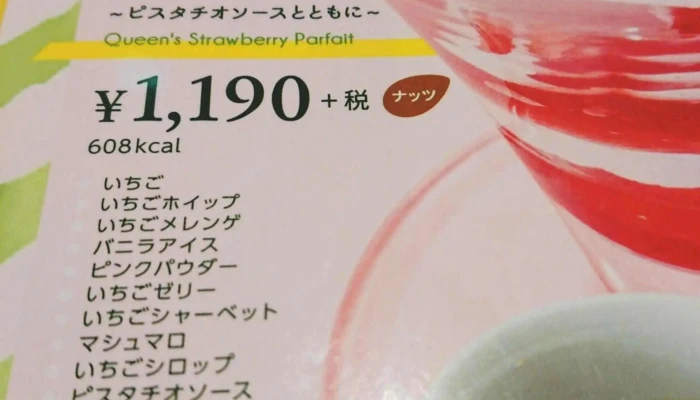 ～ピスタチオソースとともに～
Queen's Strawberry Parfait
¥1,190+税 ナッツ
608kcal
いちご
いちごホイップ
いちごメレンゲ
バニラアイス
ピンクパウダー
いちごゼリー
いちごシャーベット
マシュマロ
いちごシロップ
ピスタチオソース